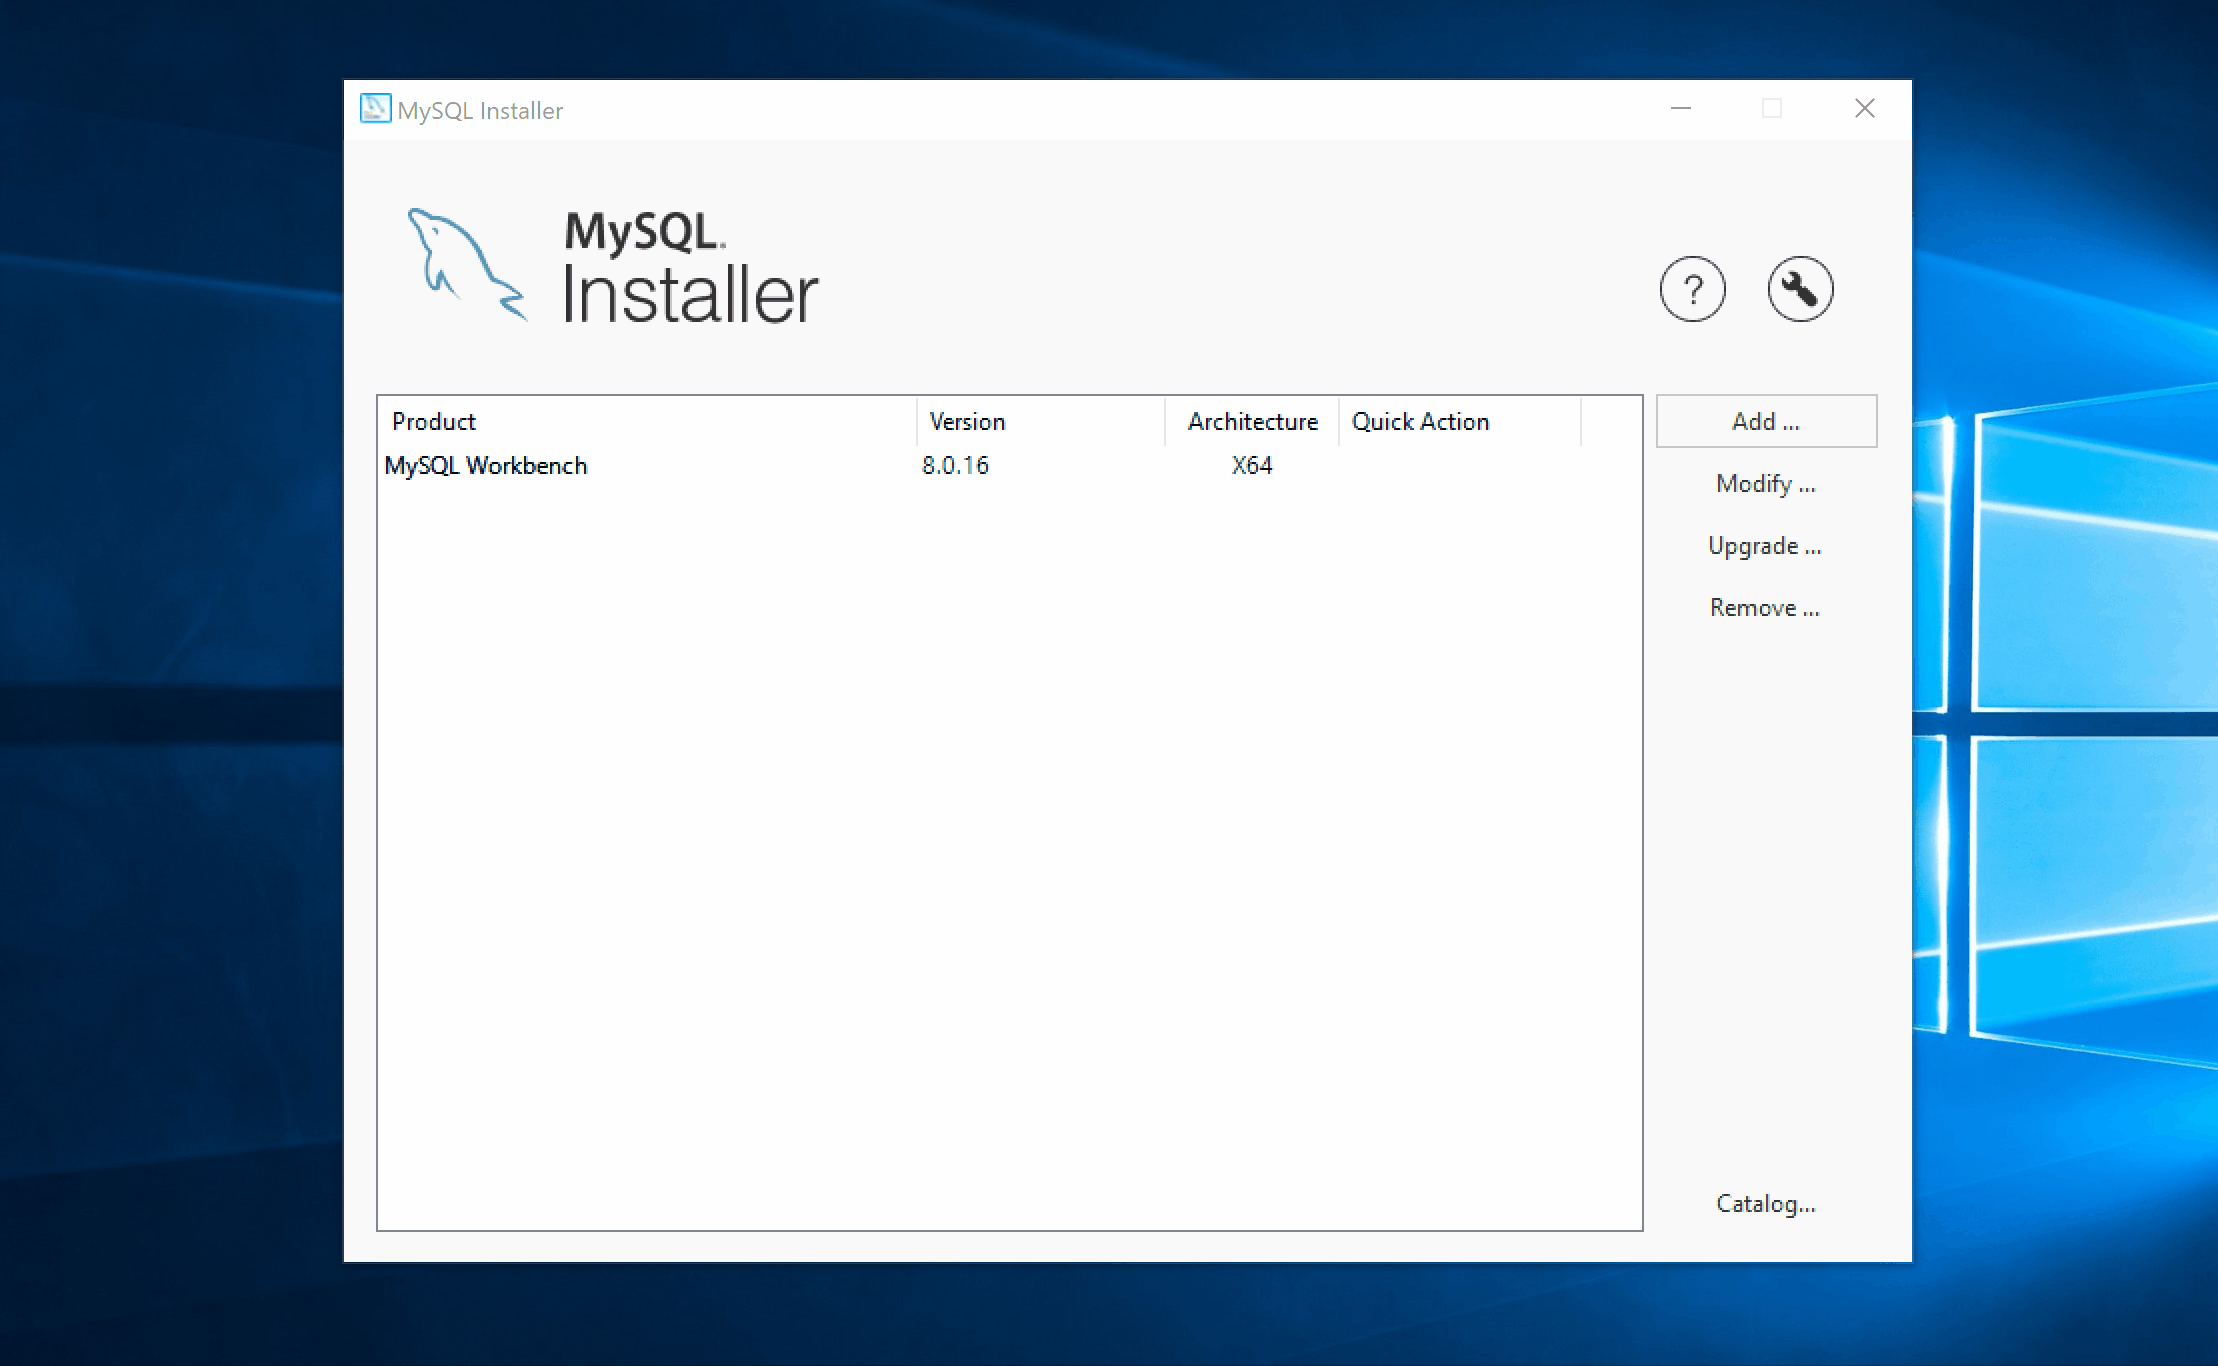 MySQL Installer
MySQL.
Installer
?
Product Version Architecture Quick Action
MySQL Workbench 8.0.16 X64
Add ...
Modify ...
Upgrade ...
Remove ...
Catalog...